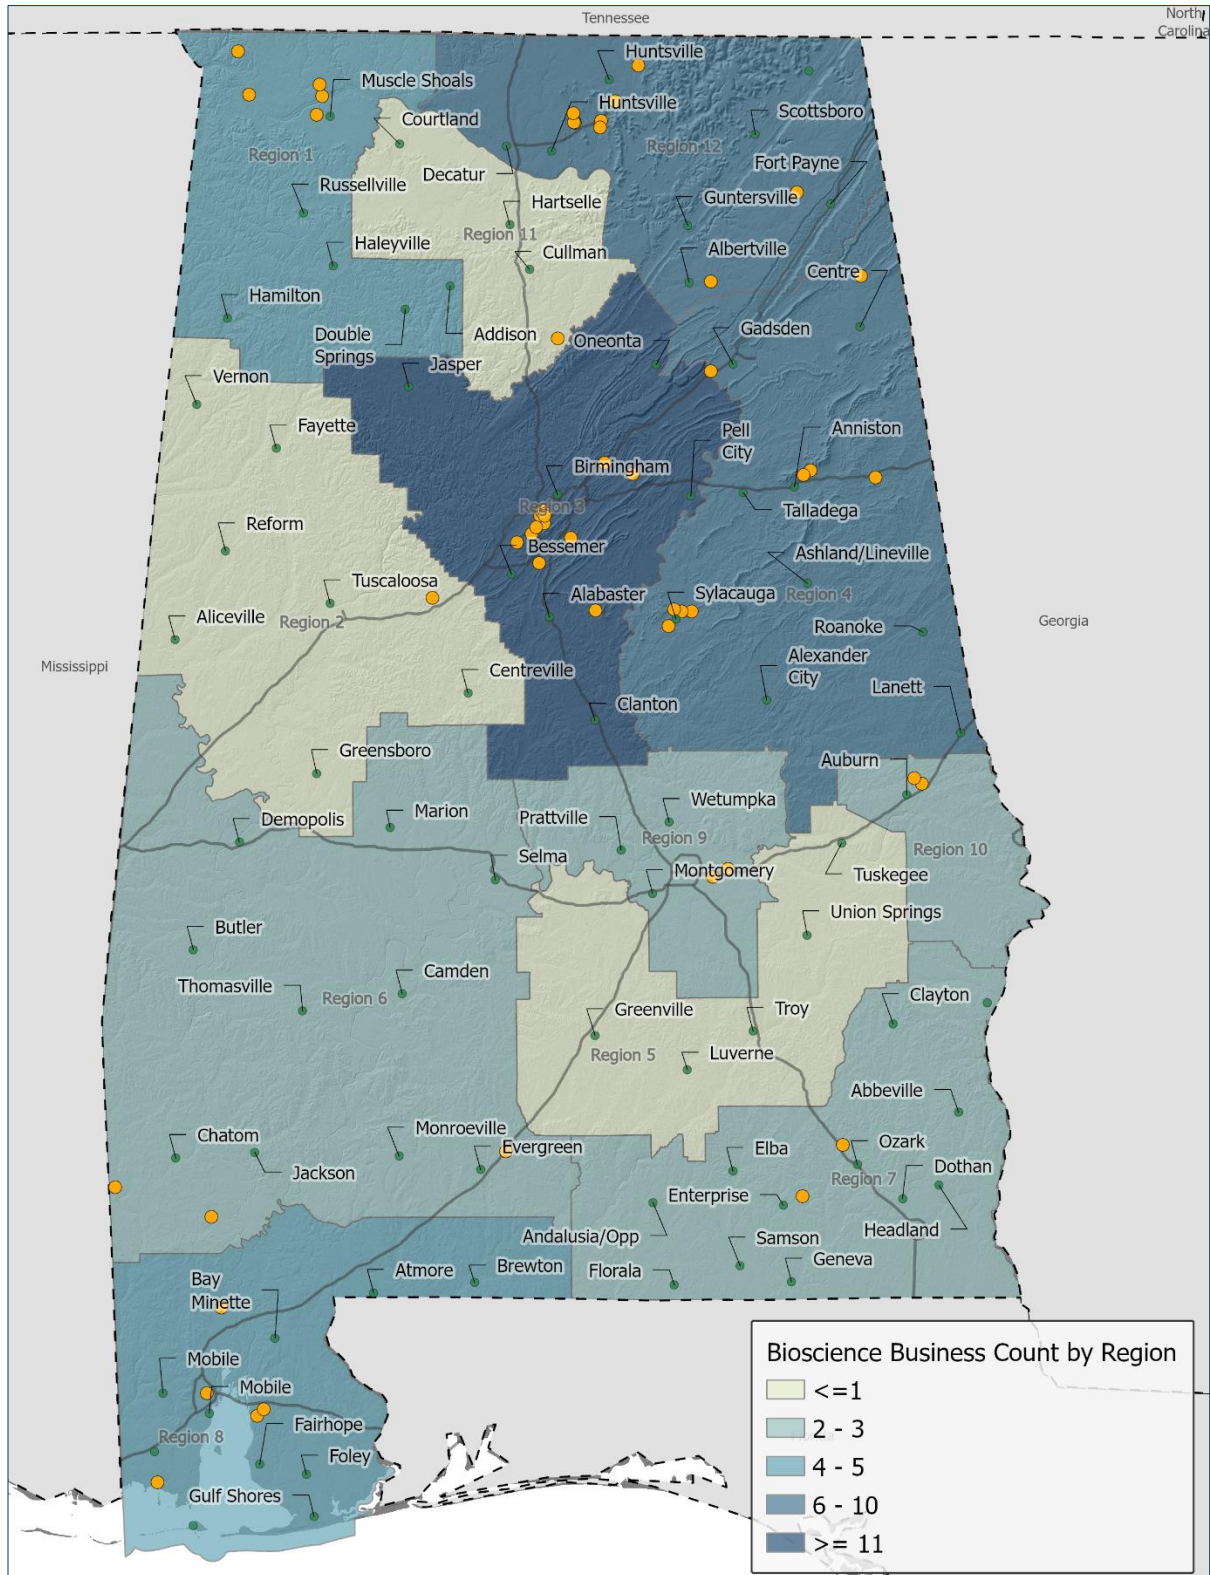 Tennessee
North
Carolina
Huntsville
Muscle Shoals
Huntsville
Scottsboro
Courtland
Region 1
Region 12
Fort Payne
Decatur
Russellville
Hartselle
Guntersville
Region 11
Haleyville
Cullman
Albertville
Centre
Hamilton
Double
Springs
Addison
Oneonta
Gadsden
Jasper
Vernon
Fayette
Pell
City
Anniston
Birmingham
Region 3
Talladega
Reform
Bessemer
Ashland/Lineville
Tuscaloosa
Alabaster
Sylacauga
Region 4
Aliceville
Region 2
Roanoke
Georgia
Mississippi
Centreville
Alexander
City
Lanett
Clanton
Greensboro
Auburn
Demopolis
Marion
Prattville
Wetumpka
Region 9
Region 10
Selma
Montgomery
Tuskegee
Union Springs
Butler
Thomasville
Region 6
Camden
Greenville
Troy
Clayton
Region 5
Luverne
Abbeville
Chatom
Jackson
Monroeville
Evergreen
Elba
Ozark
Region 7
Dothan
Enterprise
Andalusia/Opp
Headland
Samson
Florala
Geneva
Bay
Minette
Atmore
Brewton
Mobile
Mobile
Region 8
Fairhope
Foley
Gulf Shores
Bioscience Business Count by Region
<=1
2 - 3
4 - 5
6 - 10
>= 11